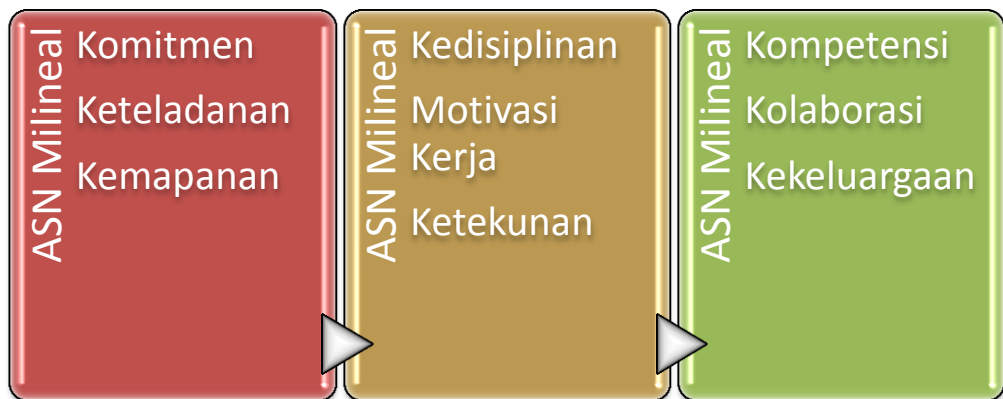 ASN Milineal
Komitmen
Keteladanan
Kemapanan
ASN Milineal
Kedisiplinan
Motivasi
Kerja
Ketekunan
ASN Milineal
Kompetensi
Kolaborasi
Kekeluargaan